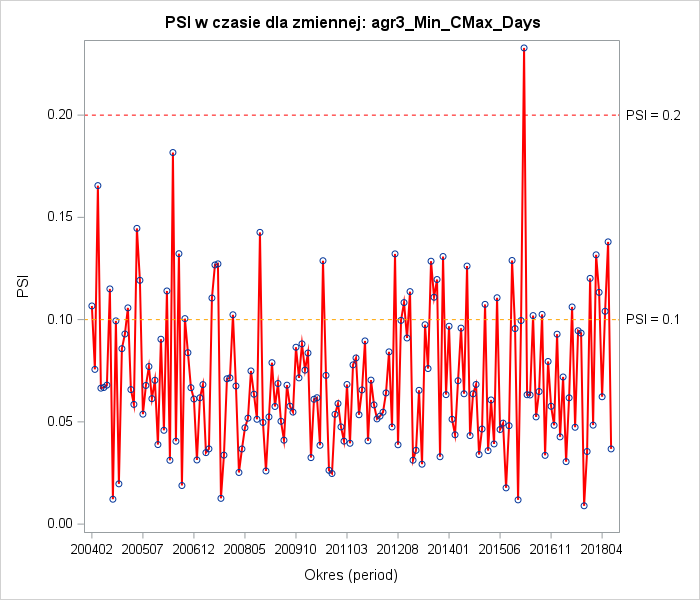 PSI w czasie dla zmiennej: agr3_Min_CMax_Days
0.20
PSI = 0.2
0.15
PSI
0.10
PSI = 0.1
0.05
0.00
200402 200507 200612 200805 200910 201103 201208 201401 201506 201611 201804
Okres (period)